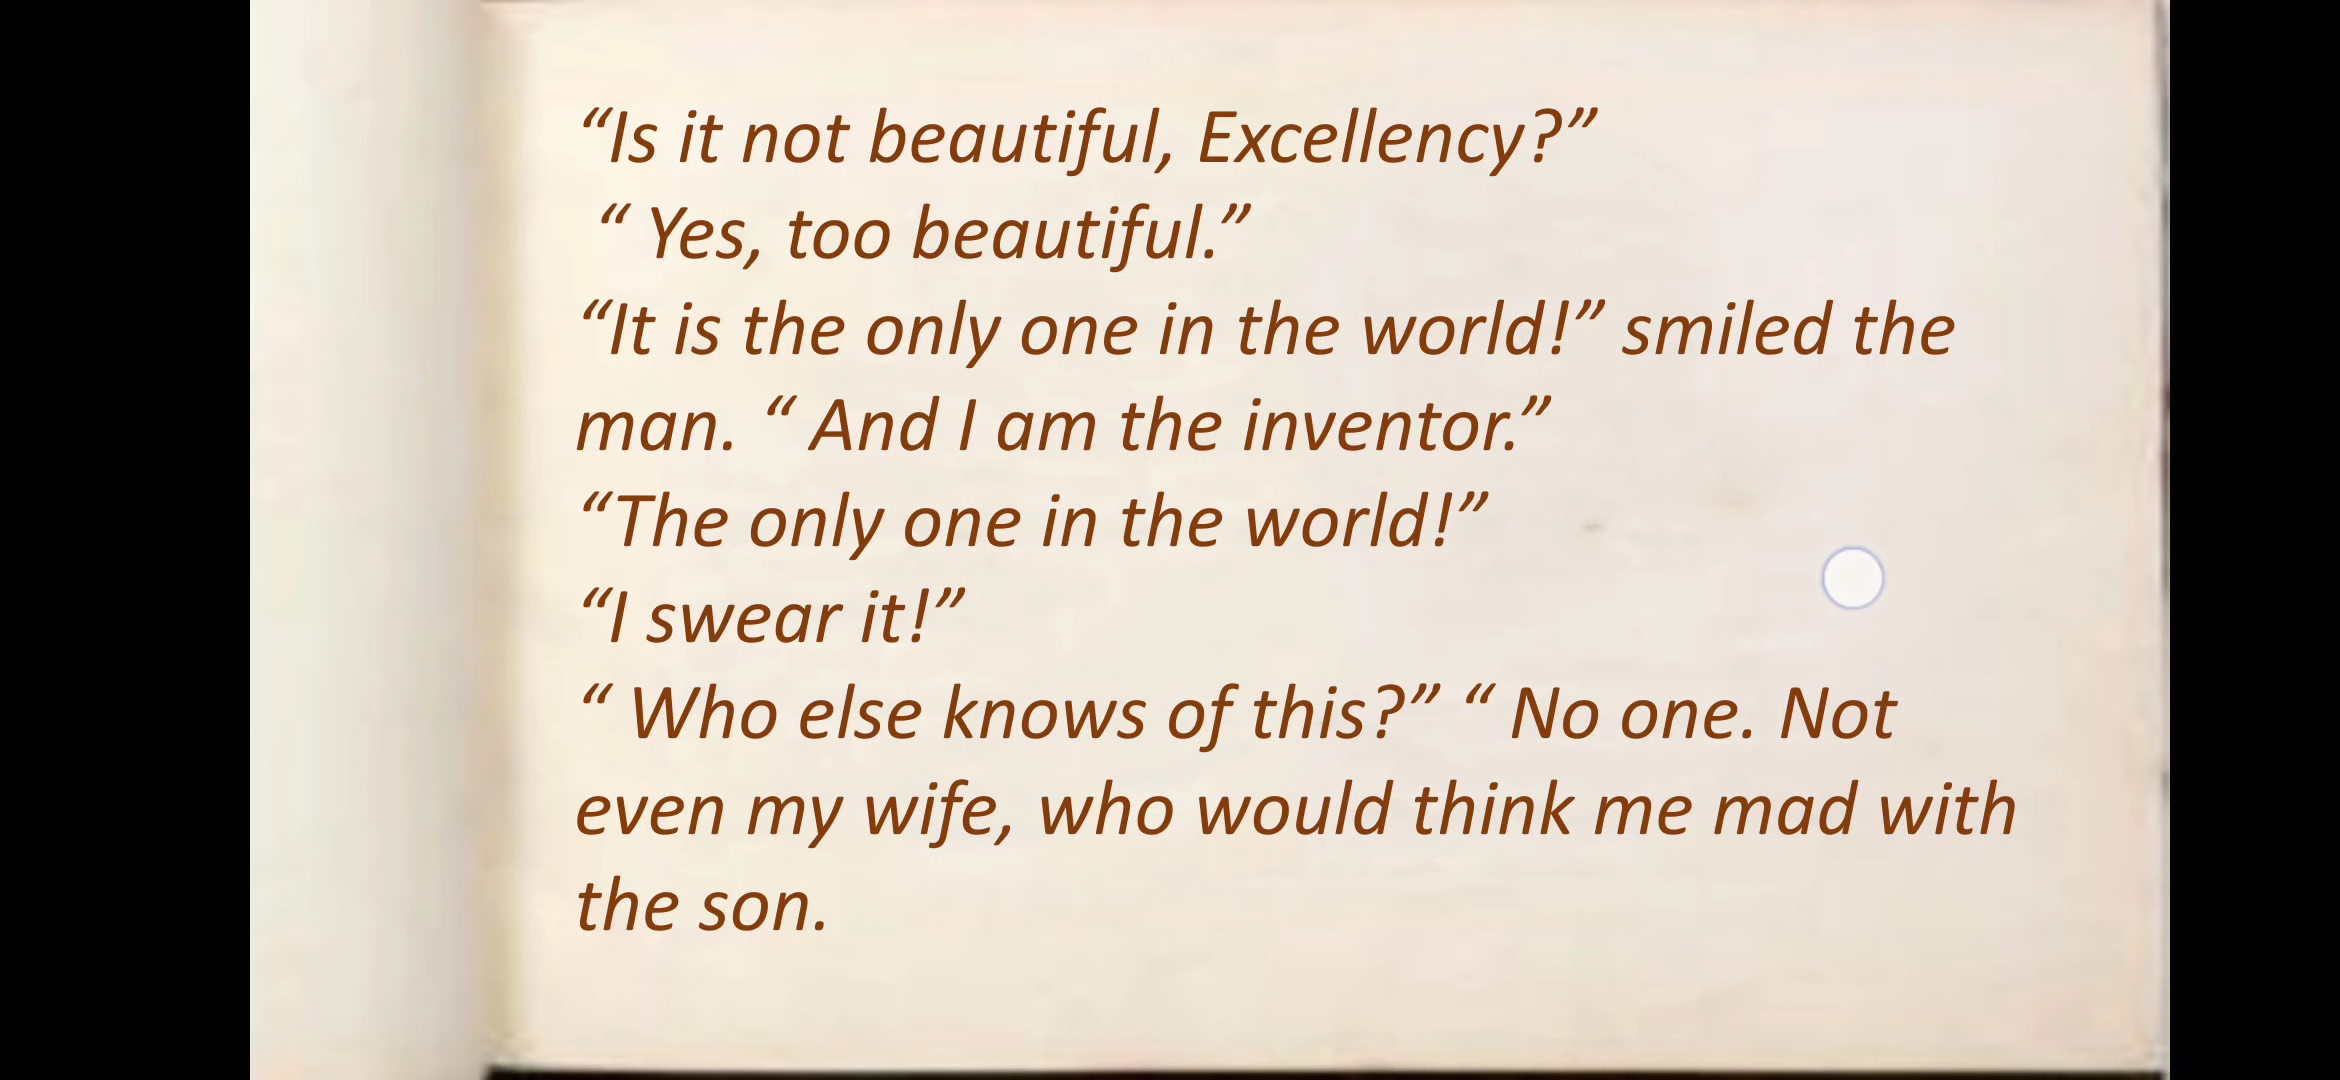 “Is it not beautiful, Excellency?”
“ Yes, too beautiful.”
“It is the only one in the world!” smiled the
man. “ And I am the inventor.”
“The only one in the world!”
“I swear it!”
“ Who else knows of this?” “ No one. Not
even my wife, who would think me mad with
the son.